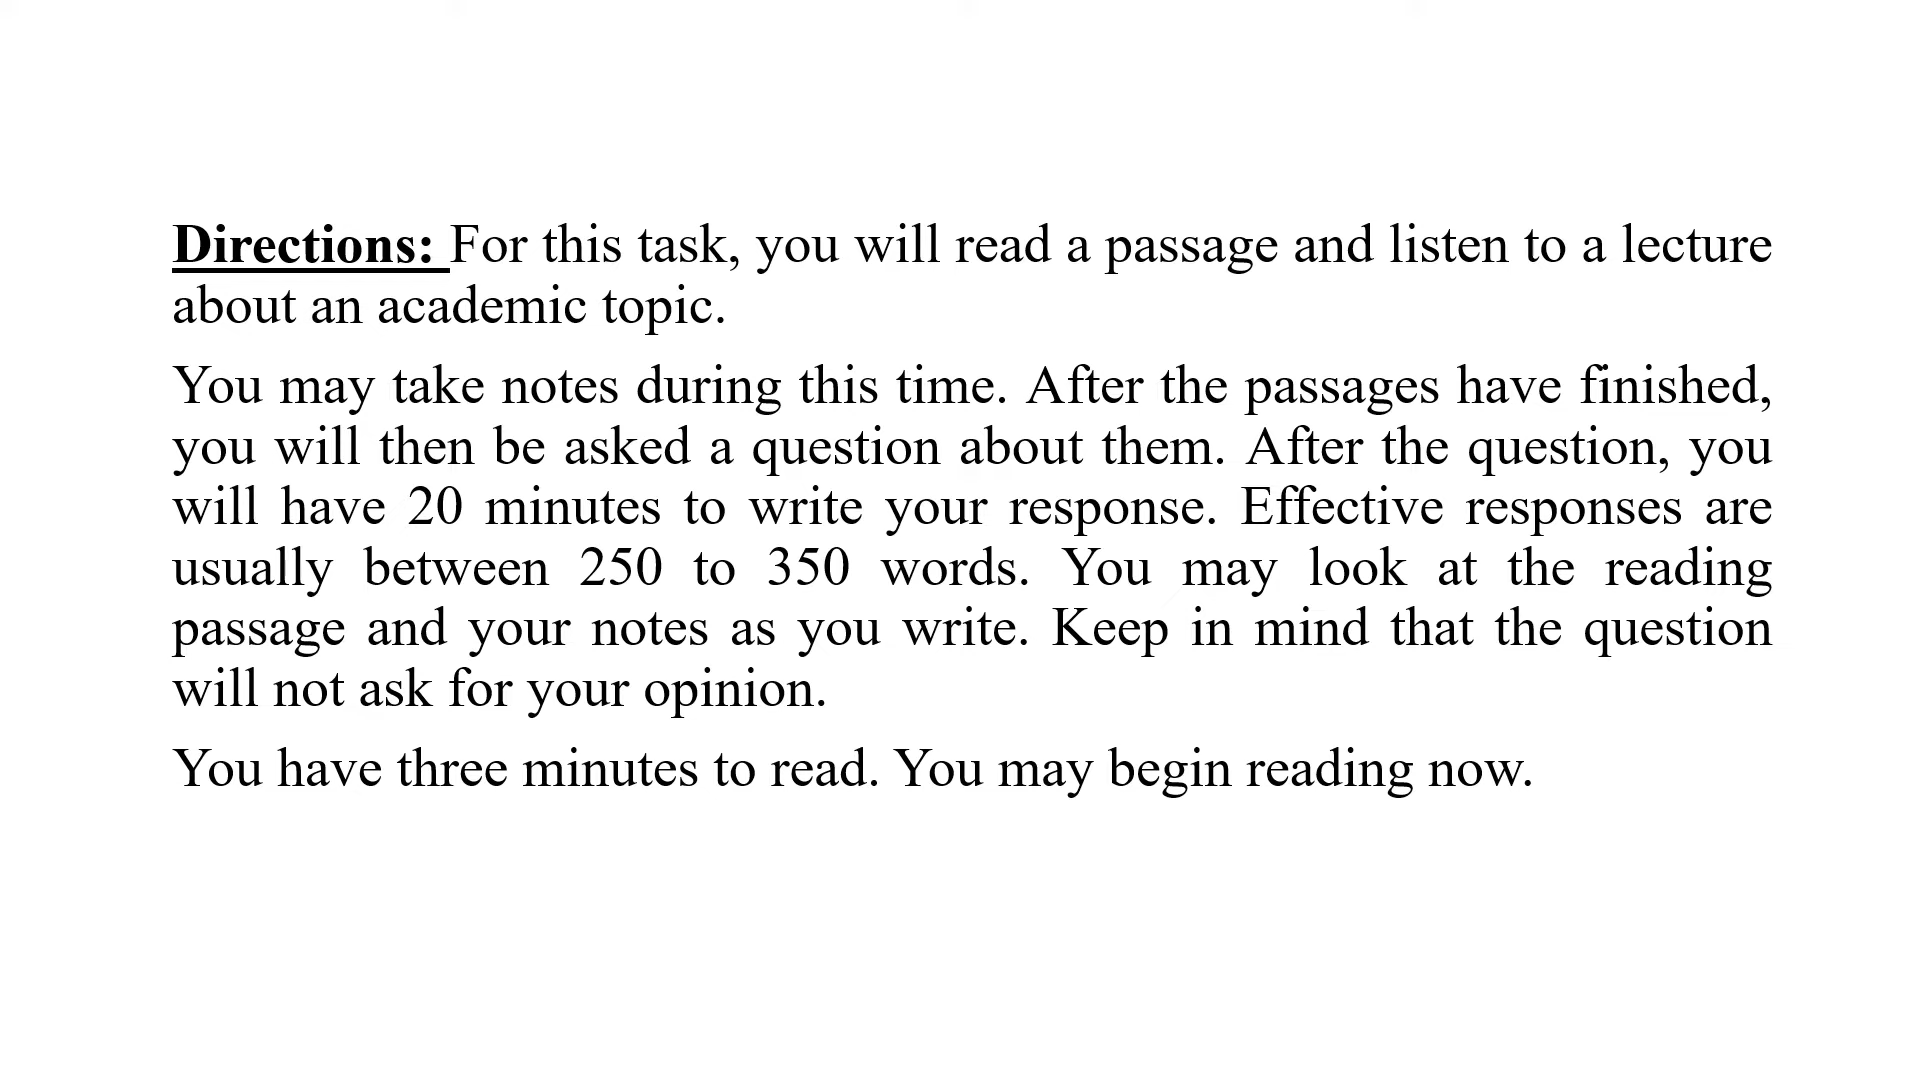 Directions: For this task, you will read a passage and listen to a lecture
about an academic topic.
You may take notes during this time. After the passages have finished,
you will then be asked a question about them. After the question, you
will have 20 minutes to write your response. Effective responses are
usually between 250 to 350 words. You may look at the reading
passage and your notes as you write. Keep in mind that the question
will not ask for your opinion.
You have three minutes to read. You may begin reading now.